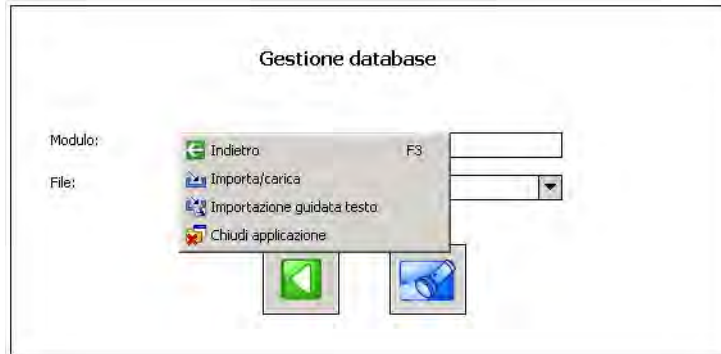 Gestione database
Modulo:
File:
Indietro F3
Importa/carica
Importazione guidata testo
Chiudi applicazione